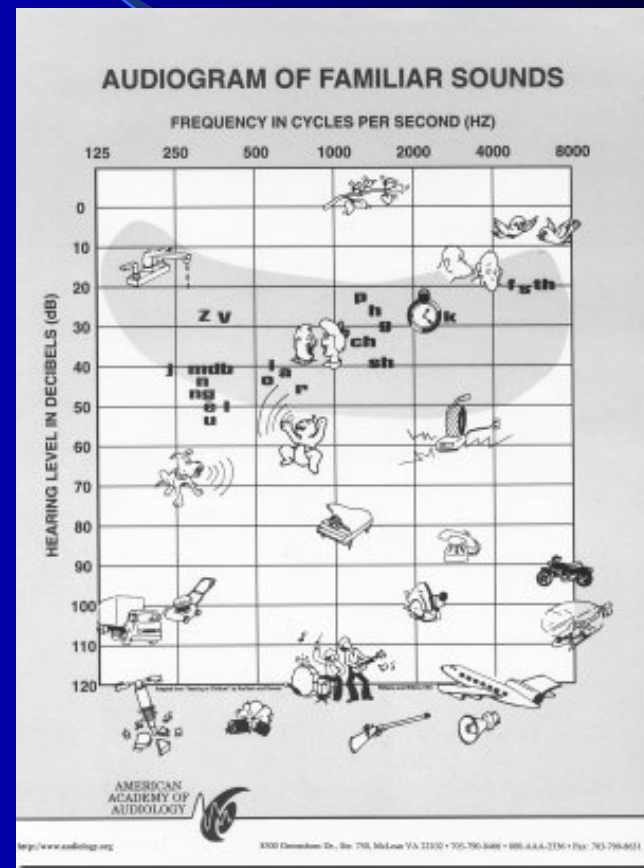 AUDIOGRAM OF FAMILIAR SOUNDS
FREQUENCY IN CYCLES PER SECOND (HZ)
125 250 500 1000 2000 4000 8000
HEARING LEVEL IN DECIBELS (dB)
0
10
20
f s th
p
h
z v
k
30
g
ch
40
j mdb
l
a
sh
n
o
r
ng
50
e l
u
60
70
80
90
100
110
120
AMERICAN
ACADEMY OF
AUDIOLOGY
http://www.audiology.org